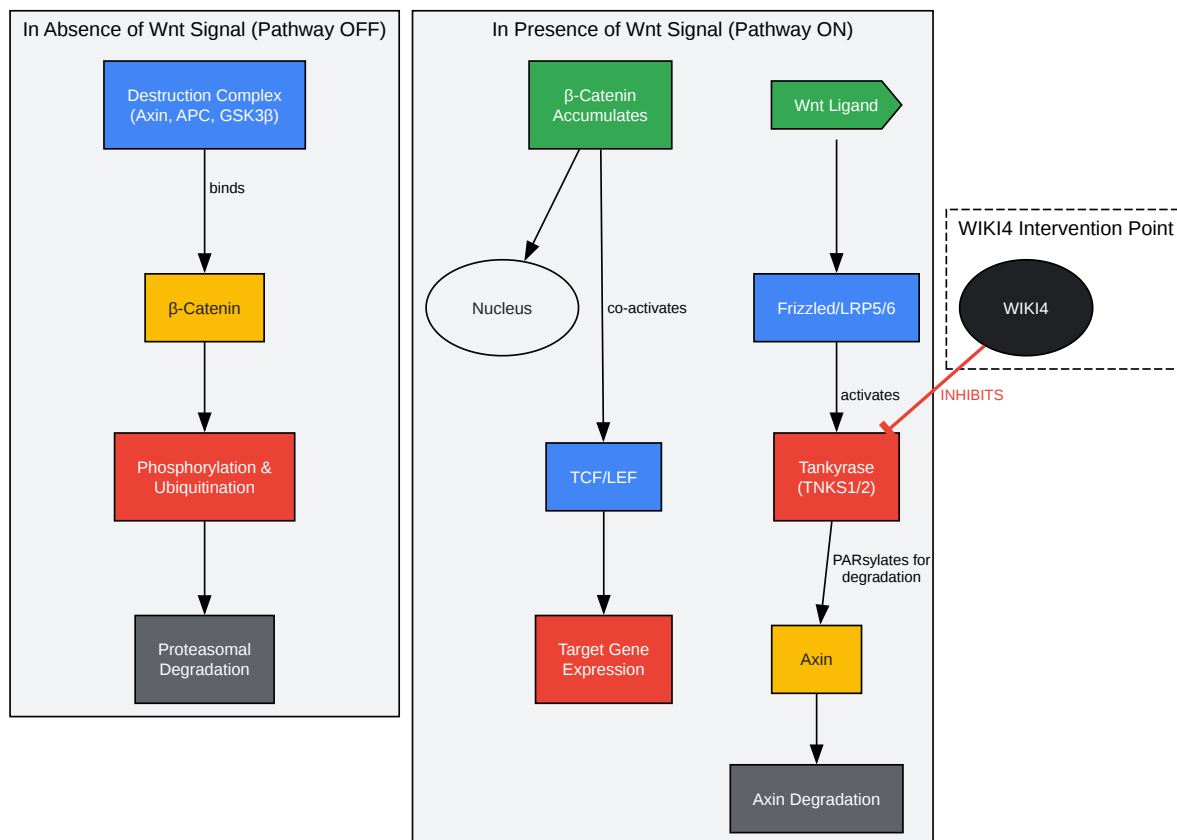 In Absence of Wnt Signal (Pathway OFF)
Destruction Complex
(Axin, APC, GSK3β)
binds
β-Catenin
Phosphorylation &
Ubiquitination
Proteasomal
Degradation
In Presence of Wnt Signal (Pathway ON)
β-Catenin
Accumulates
Nucleus
co-activates
TCF/LEF
Target Gene
Expression
Wnt Ligand
Frizzled/LRP5/6
activates
Tankyrase
(TNKS1/2)
PARsylates for
degradation
Axin
Axin Degradation
WIKI4 Intervention Point
WIKI4
INHIBITS